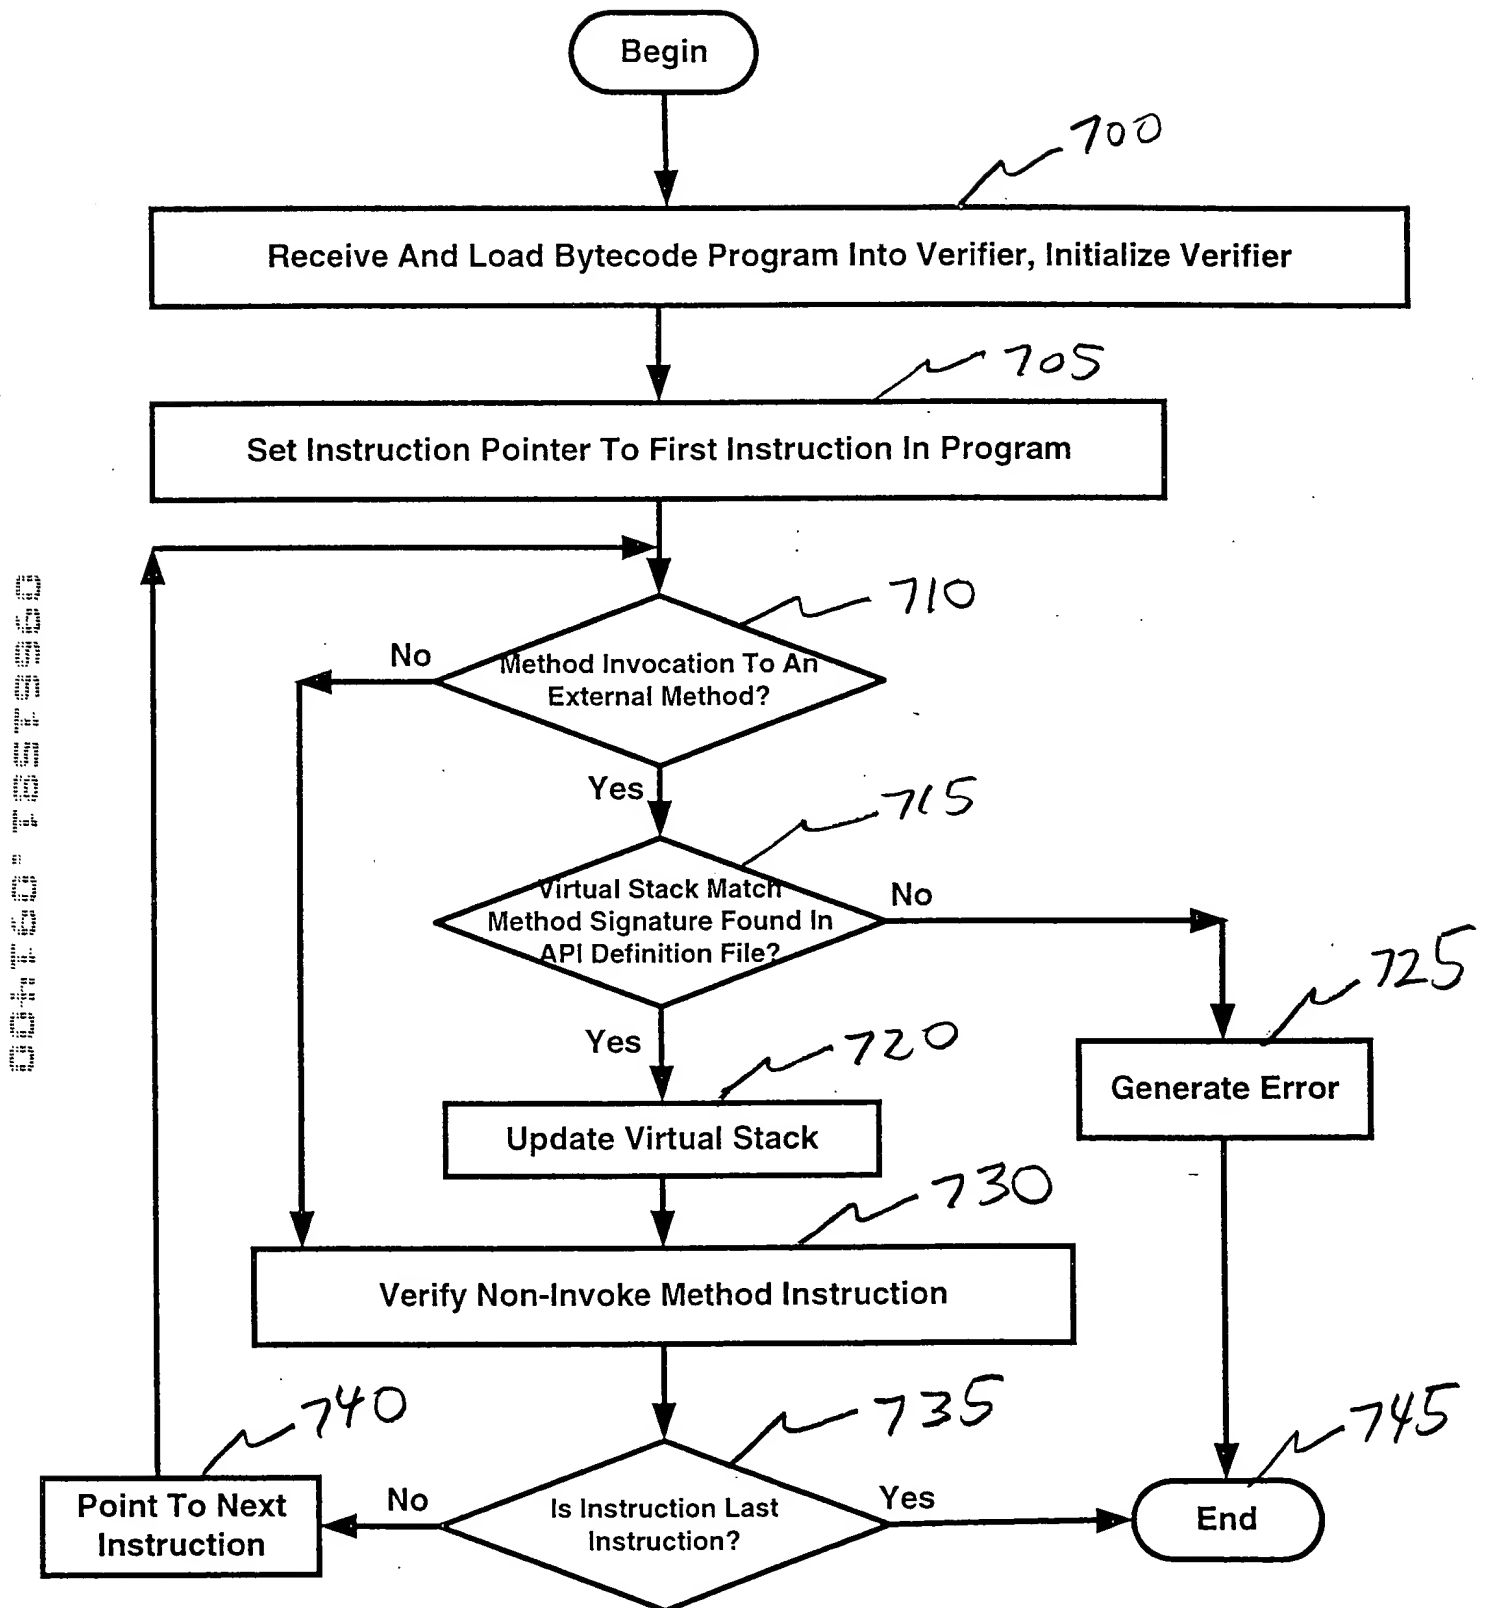 Begin
700
Receive And Load Bytecode Program Into Verifier, Initialize Verifier
705
Set Instruction Pointer To First Instruction In Program
710
No
Method Invocation To An
External Method?
Yes
715
Virtual Stack Match
Method Signature Found In
API Definition File?
No
725
Yes
720
Generate Error
Update Virtual Stack
730
Verify Non-Invoke Method Instruction
740
735
745
Point To Next
Instruction
No
Is Instruction Last
Instruction?
Yes
End